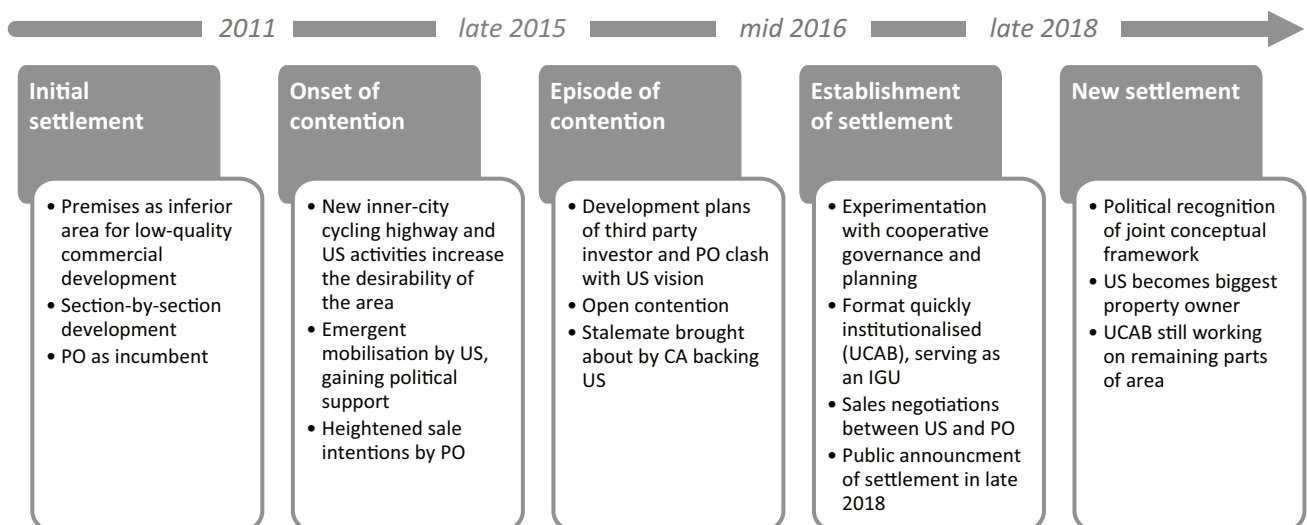 2011 late 2015 mid 2016 late 2018
Initial
settlement
• Premises as inferior
area for low-quality
commercial
development
• Section-by-section
development
• PO as incumbent
Onset of
contention
• New inner-city
cycling highway and
US activities increase
the desirability of
the area
• Emergent
mobilisation by US,
gaining political
support
• Heightened sale
intentions by PO
Episode of
contention
• Development plans
of third party
investor and PO clash
with US vision
• Open contention
• Stalemate brought
about by CA backing
US
Establishment
of settlement
• Experimentation
with cooperative
governance and
planning
• Format quickly
institutionalised
(UCAB), serving as
an IGU
• Sales negotiations
between US and PO
• Public announcment
of settlement in late
2018
New settlement
• Political recognition
of joint conceptual
framework
• US becomes biggest
property owner
• UCAB still working
on remaining parts
of area